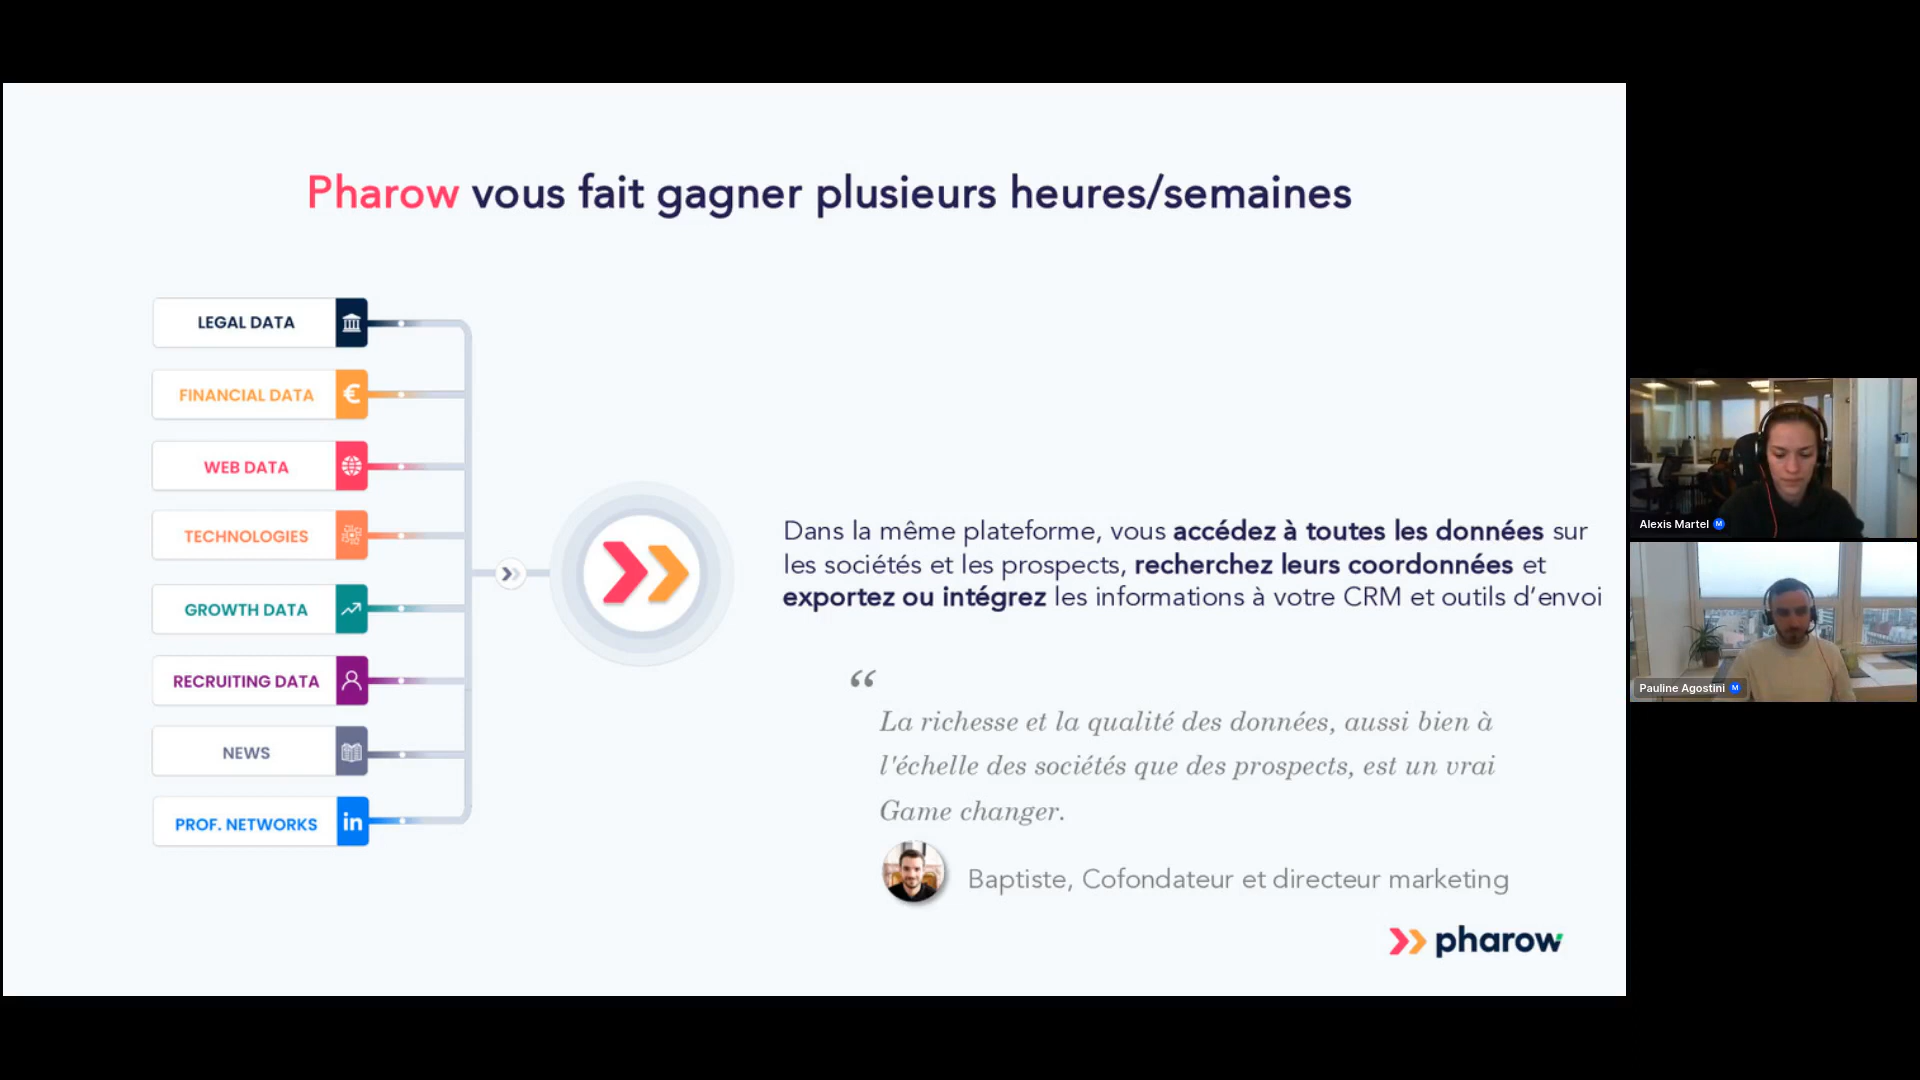 Pharow vous fait gagner plusieurs heures/semaines
LEGAL DATA
FINANCIAL DATA
€
WEB DATA
TECHNOLOGIES
GROWTH DATA
RECRUITING DATA
NEWS
PROF. NETWORKS
in
Dans la même plateforme, vous accédez à toutes les données sur
les sociétés et les prospects, recherchez leurs coordonnées et
exportez ou intégrez les informations à votre CRM et outils d’envoi
“
La richesse et la qualité des données, aussi bien à
l'échelle des sociétés que des prospects, est un vrai
Game changer.
Baptiste, Cofondateur et directeur marketing
pharow
Alexis Martel M
Pauline Agostini M